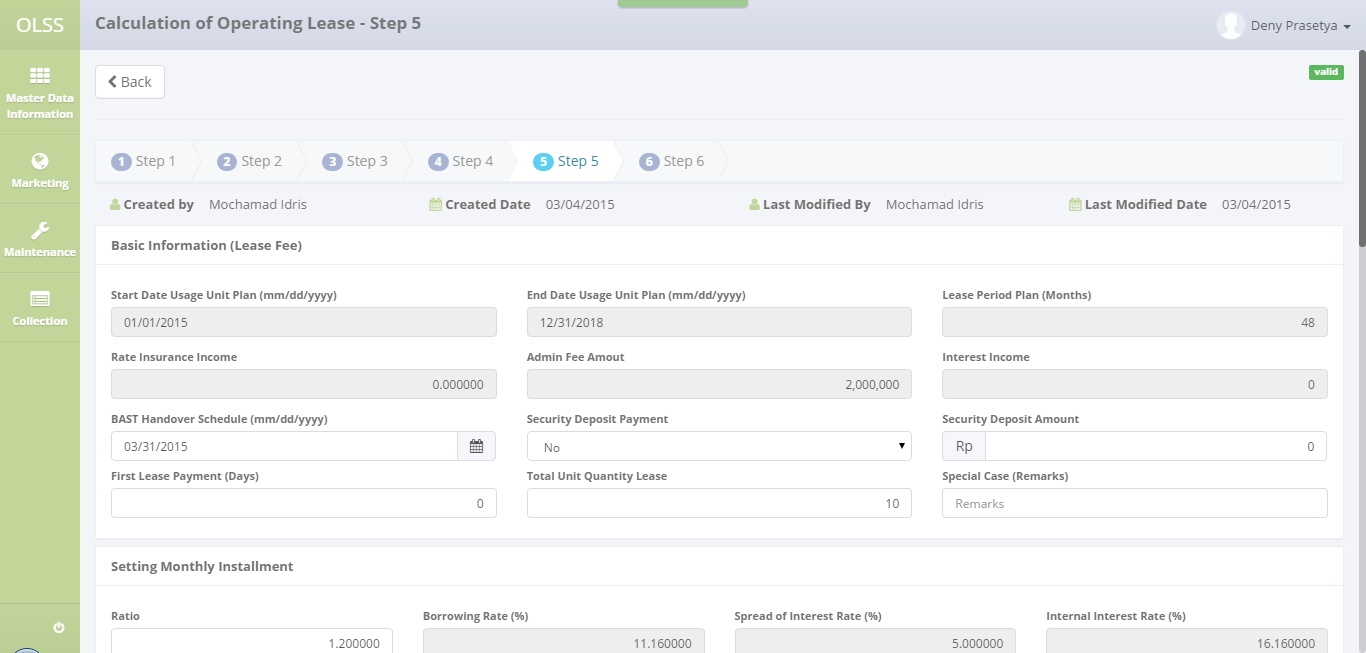 OLSS
Calculation of Operating Lease - Step 5
Deny Prasetya
Back
valid
Master Data Information
Marketing
Maintenance
Collection
1 Step 1 2 Step 2 3 Step 3 4 Step 4 5 Step 5 6 Step 6
Created by Mochamad Idris Created Date 03/04/2015 Last Modified By Mochamad Idris Last Modified Date 03/04/2015
Basic Information (Lease Fee)
Start Date Usage Unit Plan (mm/dd/yyyy) End Date Usage Unit Plan (mm/dd/yyyy) Lease Period Plan (Months)
01/01/2015 12/31/2018 48
Rate Insurance Income Admin Fee Amout Interest Income
0.000000 2,000,000 0
BAST Handover Schedule (mm/dd/yyyy) Security Deposit Payment Security Deposit Amount
03/31/2015 No Rp 0
First Lease Payment (Days) Total Unit Quantity Lease Special Case (Remarks)
0 10 Remarks
Setting Monthly Installment
Ratio Borrowing Rate (%) Spread of Interest Rate (%) Internal Interest Rate (%)
1.200000 11.160000 5.000000 16.160000